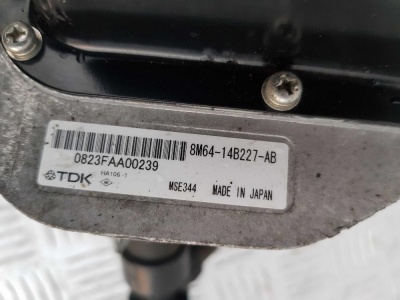 8M64-14B227-AB
0823FAA00239
TDK HA106-1
MSE344 MADE IN JAPAN